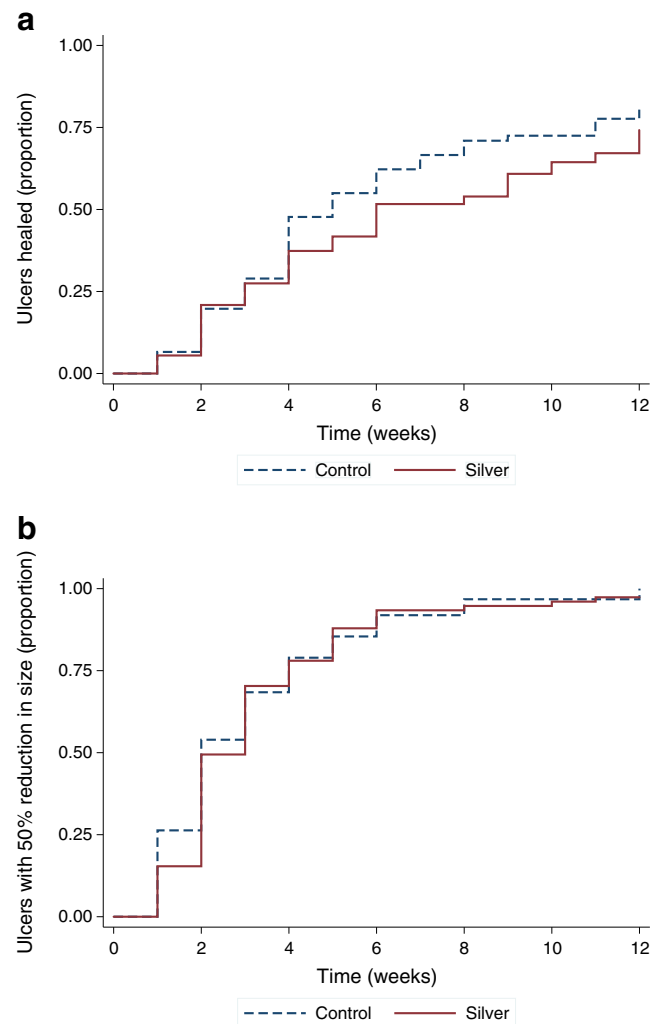 a
Ulcers healed (proportion)
1.00
0.75
0.50
0.25
0.00
0 2 4 6 8 10 12
Time (weeks)
Control Silver
b
Ulcers with 50% reduction in size (proportion)
1.00
0.75
0.50
0.25
0.00
0 2 4 6 8 10 12
Time (weeks)
Control Silver